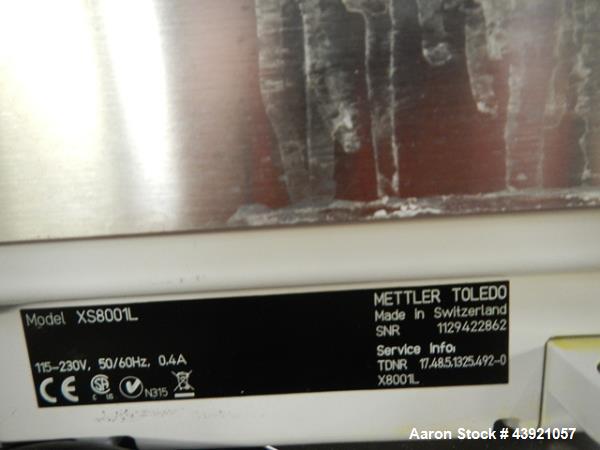 Model XS8001L
115-230V, 50/60Hz, 0.4A
CE N315
METTLER TOLEDO
Made in Switzerland
SNR 1129422862
Service Info:
TDNR 17.48.5.1325.492-0
X8001L
Aaron Stock # 43921057